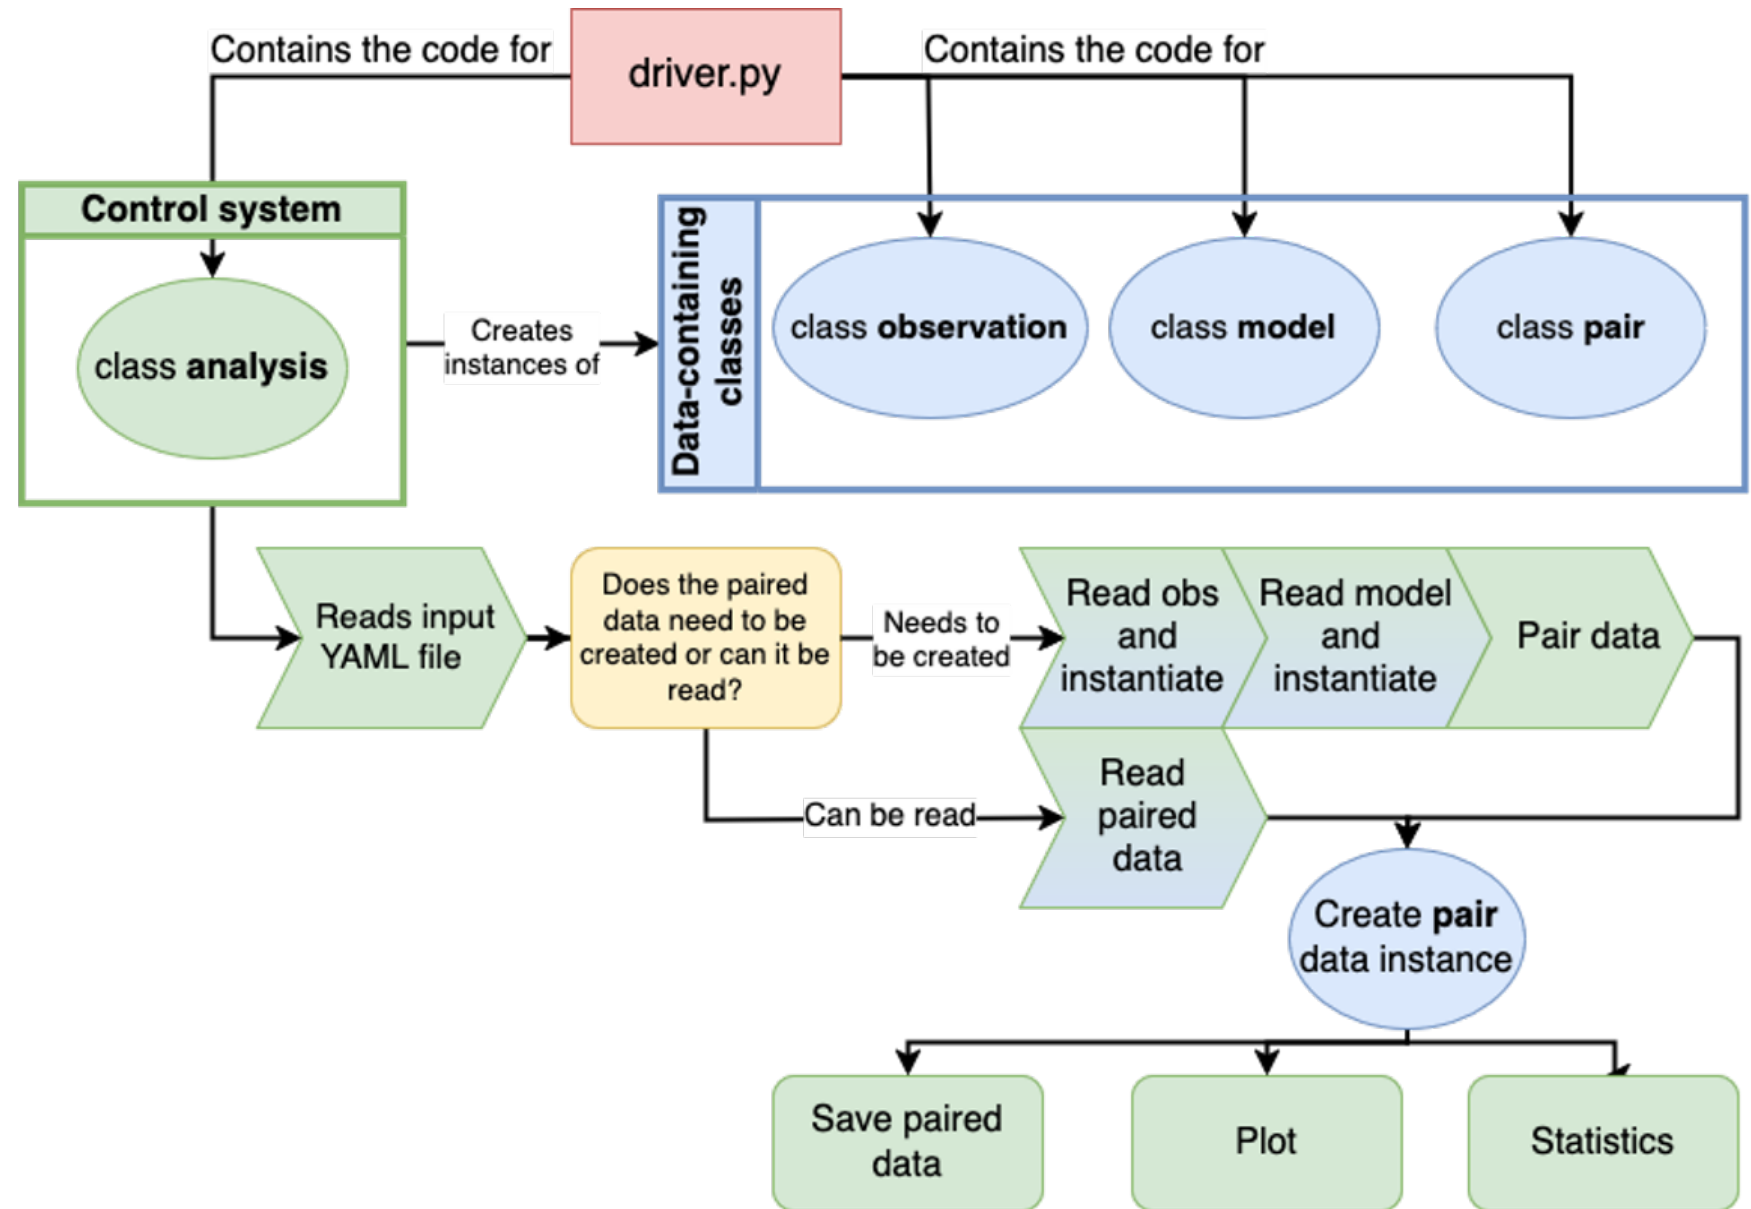 Contains the code for
driver.py
Contains the code for
Control system
class analysis
Creates
instances of
Data-containing
classes
class observation
class model
class pair
Reads input
YAML file
Does the paired
data need to be
created or can it be
read?
Needs to
be created
Read obs
and
instantiate
Read model
and
instantiate
Pair data
Can be read
Read
paired
data
Create pair
data instance
Save paired
data
Plot
Statistics